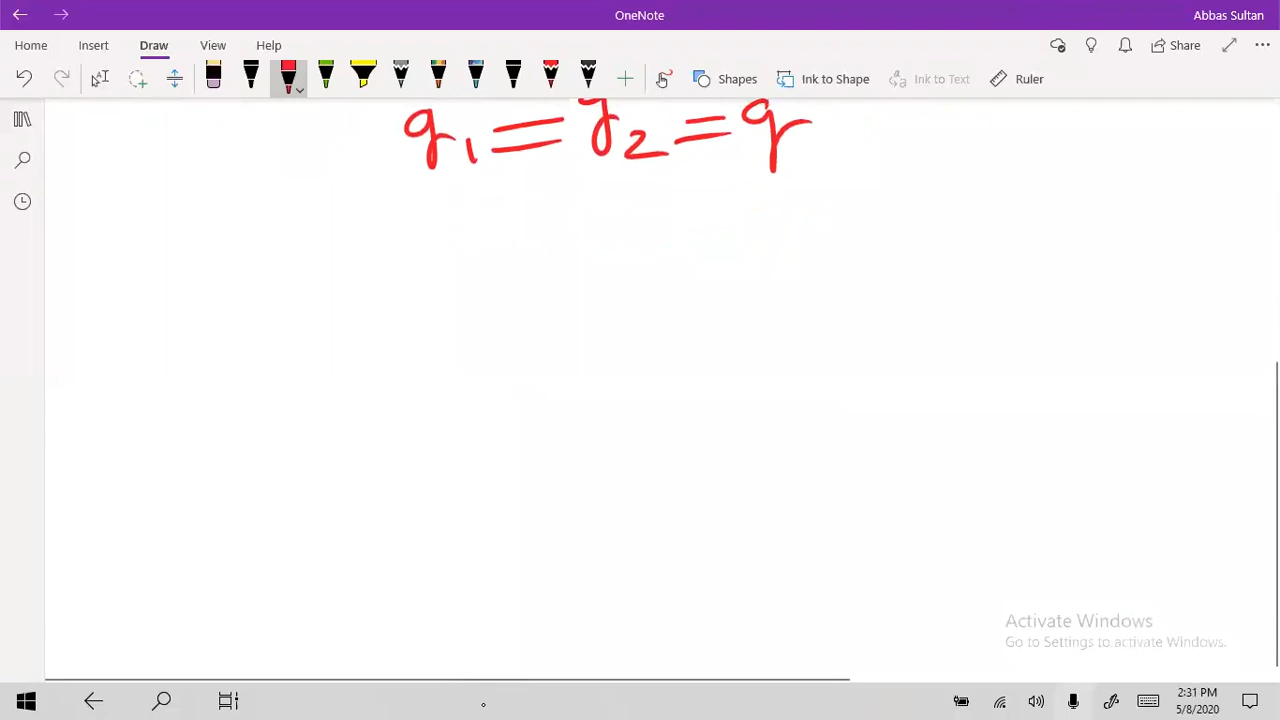 OneNote
Abbas Sultan
Home Insert Draw View Help
Share
Shapes Ink to Shape Ink to Text Ruler
q₁ = q₂ = q
Activate Windows
Go to Settings to activate Windows.
2:31 PM
5/8/2020